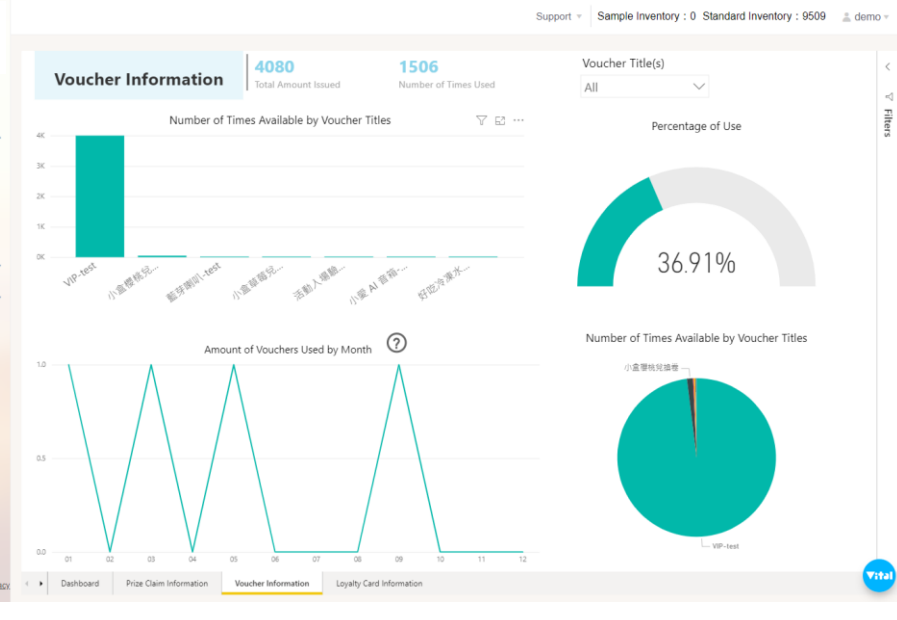 Support
Sample Inventory : 0 Standard Inventory : 9509
demo
Voucher Information
4080
Total Amount Issued
1506
Number of Times Used
Voucher Title(s)
All
Filters
Number of Times Available by Voucher Titles
4K
3K
2K
1K
0K
VIP-test
小盒櫻桃兒...
藍芽喇叭-test
小盒草莓兒...
活動入場驗...
小愛 AI 音箱-...
好吃冷凍水...
Percentage of Use
36.91%
Amount of Vouchers Used by Month ?
1.0
0.5
0.0
01 02 03 04 05 06 07 08 09 10 11 12
Number of Times Available by Voucher Titles
VIP-test
Dashboard Prize Claim Information Voucher Information Loyalty Card Information
Vital